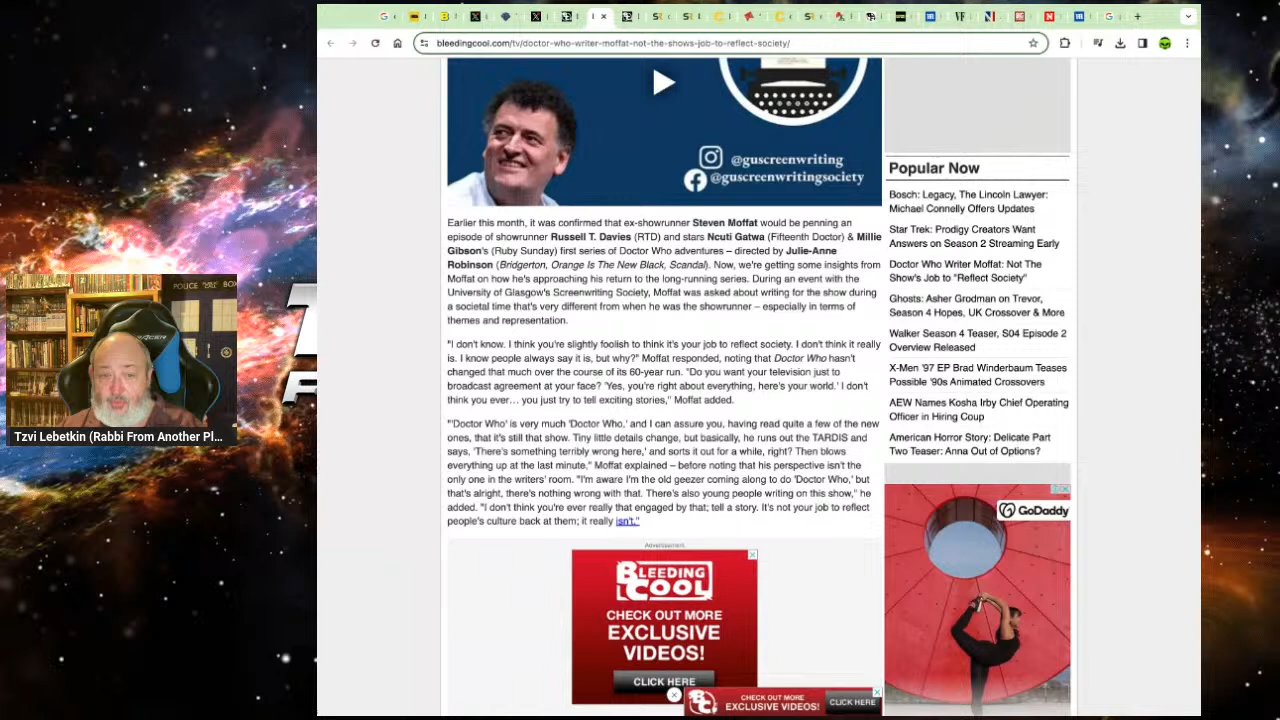 bleedingcool.com/tv/doctor-who-writer-moffat-not-the-shows-job-to-reflect-society/
@guscreenwriting
@guscreenwritingsociety
Earlier this month, it was confirmed that ex-showrunner Steven Moffat would be penning an
episode of showrunner Russell T. Davies (RTD) and stars Ncuti Gatwa (Fifteenth Doctor) & Millie
Gibson's (Ruby Sunday) first series of Doctor Who adventures – directed by Julie-Anne
Robinson (Bridgerton, Orange Is The New Black, Scandal). Now, we're getting some insights from
Moffat on how he's approaching his return to the long-running series. During an event with the
University of Glasgow's Screenwriting Society, Moffat was asked about writing for the show during
a societal time that's very different from when he was the showrunner – especially in terms of
themes and representation.
"I don't know. I think you're slightly foolish to think it's your job to reflect society. I don't think it really
is. I know people always say it is, but why?" Moffat responded, noting that Doctor Who hasn't
changed that much over the course of its 60-year run. "Do you want your television just to
broadcast agreement at your face? 'Yes, you're right about everything, here's your world.' I don't
think you ever… you just try to tell exciting stories," Moffat added.
"'Doctor Who' is very much 'Doctor Who,' and I can assure you, having read quite a few of the new
ones, that it's still that show. Tiny little details change, but basically, he runs out the TARDIS and
says, 'There's something terribly wrong here,' and sorts it out for a while, right? Then blows
everything up at the last minute," Moffat explained – before noting that his perspective isn't the
only one in the writers' room. "I'm aware I'm the old geezer coming along to do 'Doctor Who,' but
that's alright, there's nothing wrong with that. There's also young people writing on this show," he
added. "I don't think you're ever really that engaged by that; tell a story. It's not your job to reflect
people's culture back at them; it really isn't."
Advertisement
BLEEDING
COOL
CHECK OUT MORE
EXCLUSIVE
VIDEOS!
CLICK HERE
CHECK OUT MORE
EXCLUSIVE VIDEOS!
CLICK HERE
Popular Now
Bosch: Legacy, The Lincoln Lawyer:
Michael Connelly Offers Updates
Star Trek: Prodigy Creators Want
Answers on Season 2 Streaming Early
Doctor Who Writer Moffat: Not The
Show's Job to "Reflect Society"
Ghosts: Asher Grodman on Trevor,
Season 4 Hopes, UK Crossover & More
Walker Season 4 Teaser, S04 Episode 2
Overview Released
X-Men '97 EP Brad Winderbaum Teases
Possible '90s Animated Crossovers
AEW Names Kosha Irby Chief Operating
Officer in Hiring Coup
American Horror Story: Delicate Part
Two Teaser: Anna Out of Options?
GoDaddy
POLICE
BOX
Tzvi Lebetkin (Rabbi From Another Pl...